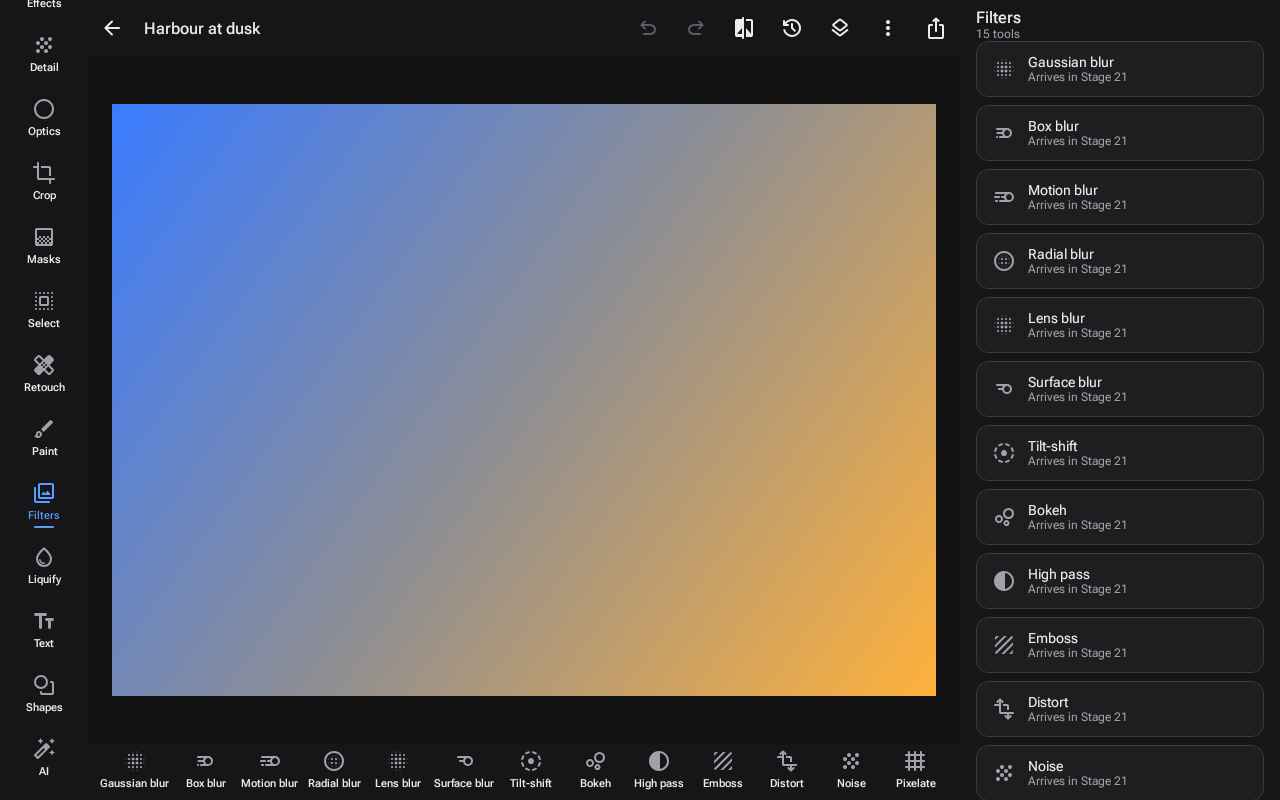 Effects
Detail
Optics
Crop
Masks
Select
Retouch
Paint
Filters
Liquify
Text
Shapes
AI
Harbour at dusk
Gaussian blur
Box blur
Motion blur
Radial blur
Lens blur
Surface blur
Tilt-shift
Bokeh
High pass
Emboss
Distort
Noise
Pixelate
Filters
15 tools
Gaussian blur
Arrives in Stage 21
Box blur
Arrives in Stage 21
Motion blur
Arrives in Stage 21
Radial blur
Arrives in Stage 21
Lens blur
Arrives in Stage 21
Surface blur
Arrives in Stage 21
Tilt-shift
Arrives in Stage 21
Bokeh
Arrives in Stage 21
High pass
Arrives in Stage 21
Emboss
Arrives in Stage 21
Distort
Arrives in Stage 21
Noise
Arrives in Stage 21